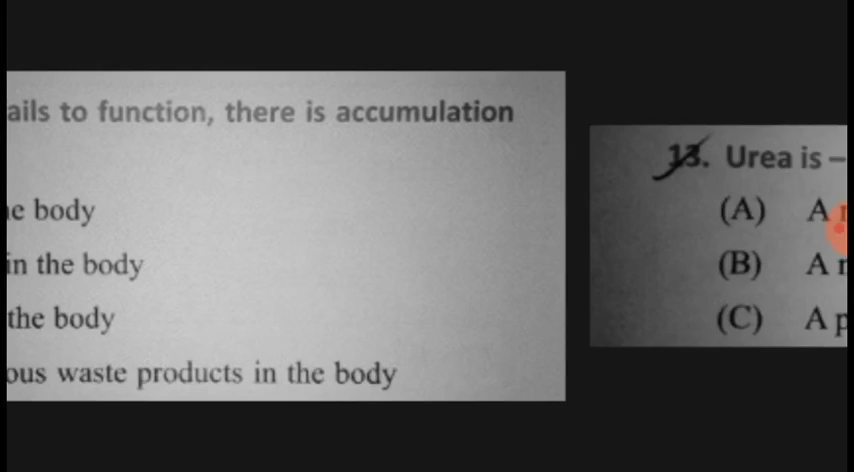 ails to function, there is accumulation
body
in the body
the body
ous waste products in the body
13. Urea is –
(A) A
(B) A
(C) A p